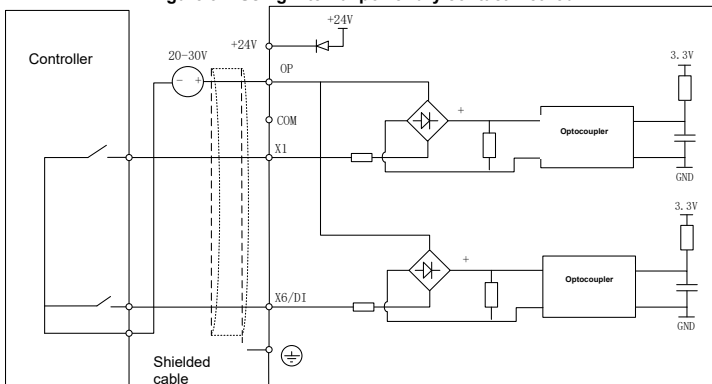 +24V
20-30V
+24V
Controller
3.3V
OP
− +
+
COM
Optocoupler
X1
GND
3.3V
+
Optocoupler
X6/DI
GND
Shielded
cable